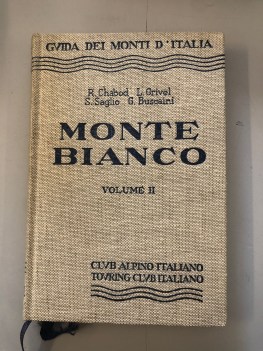 GVIDA DEI MONTI D'ITALIA
R. Chabod L. Grivel
S. Saglio G. Buscaini
MONTE
BIANCO
VOLUME II
CLVB ALPINO ITALIANO
TOVRING CLVB ITALIANO